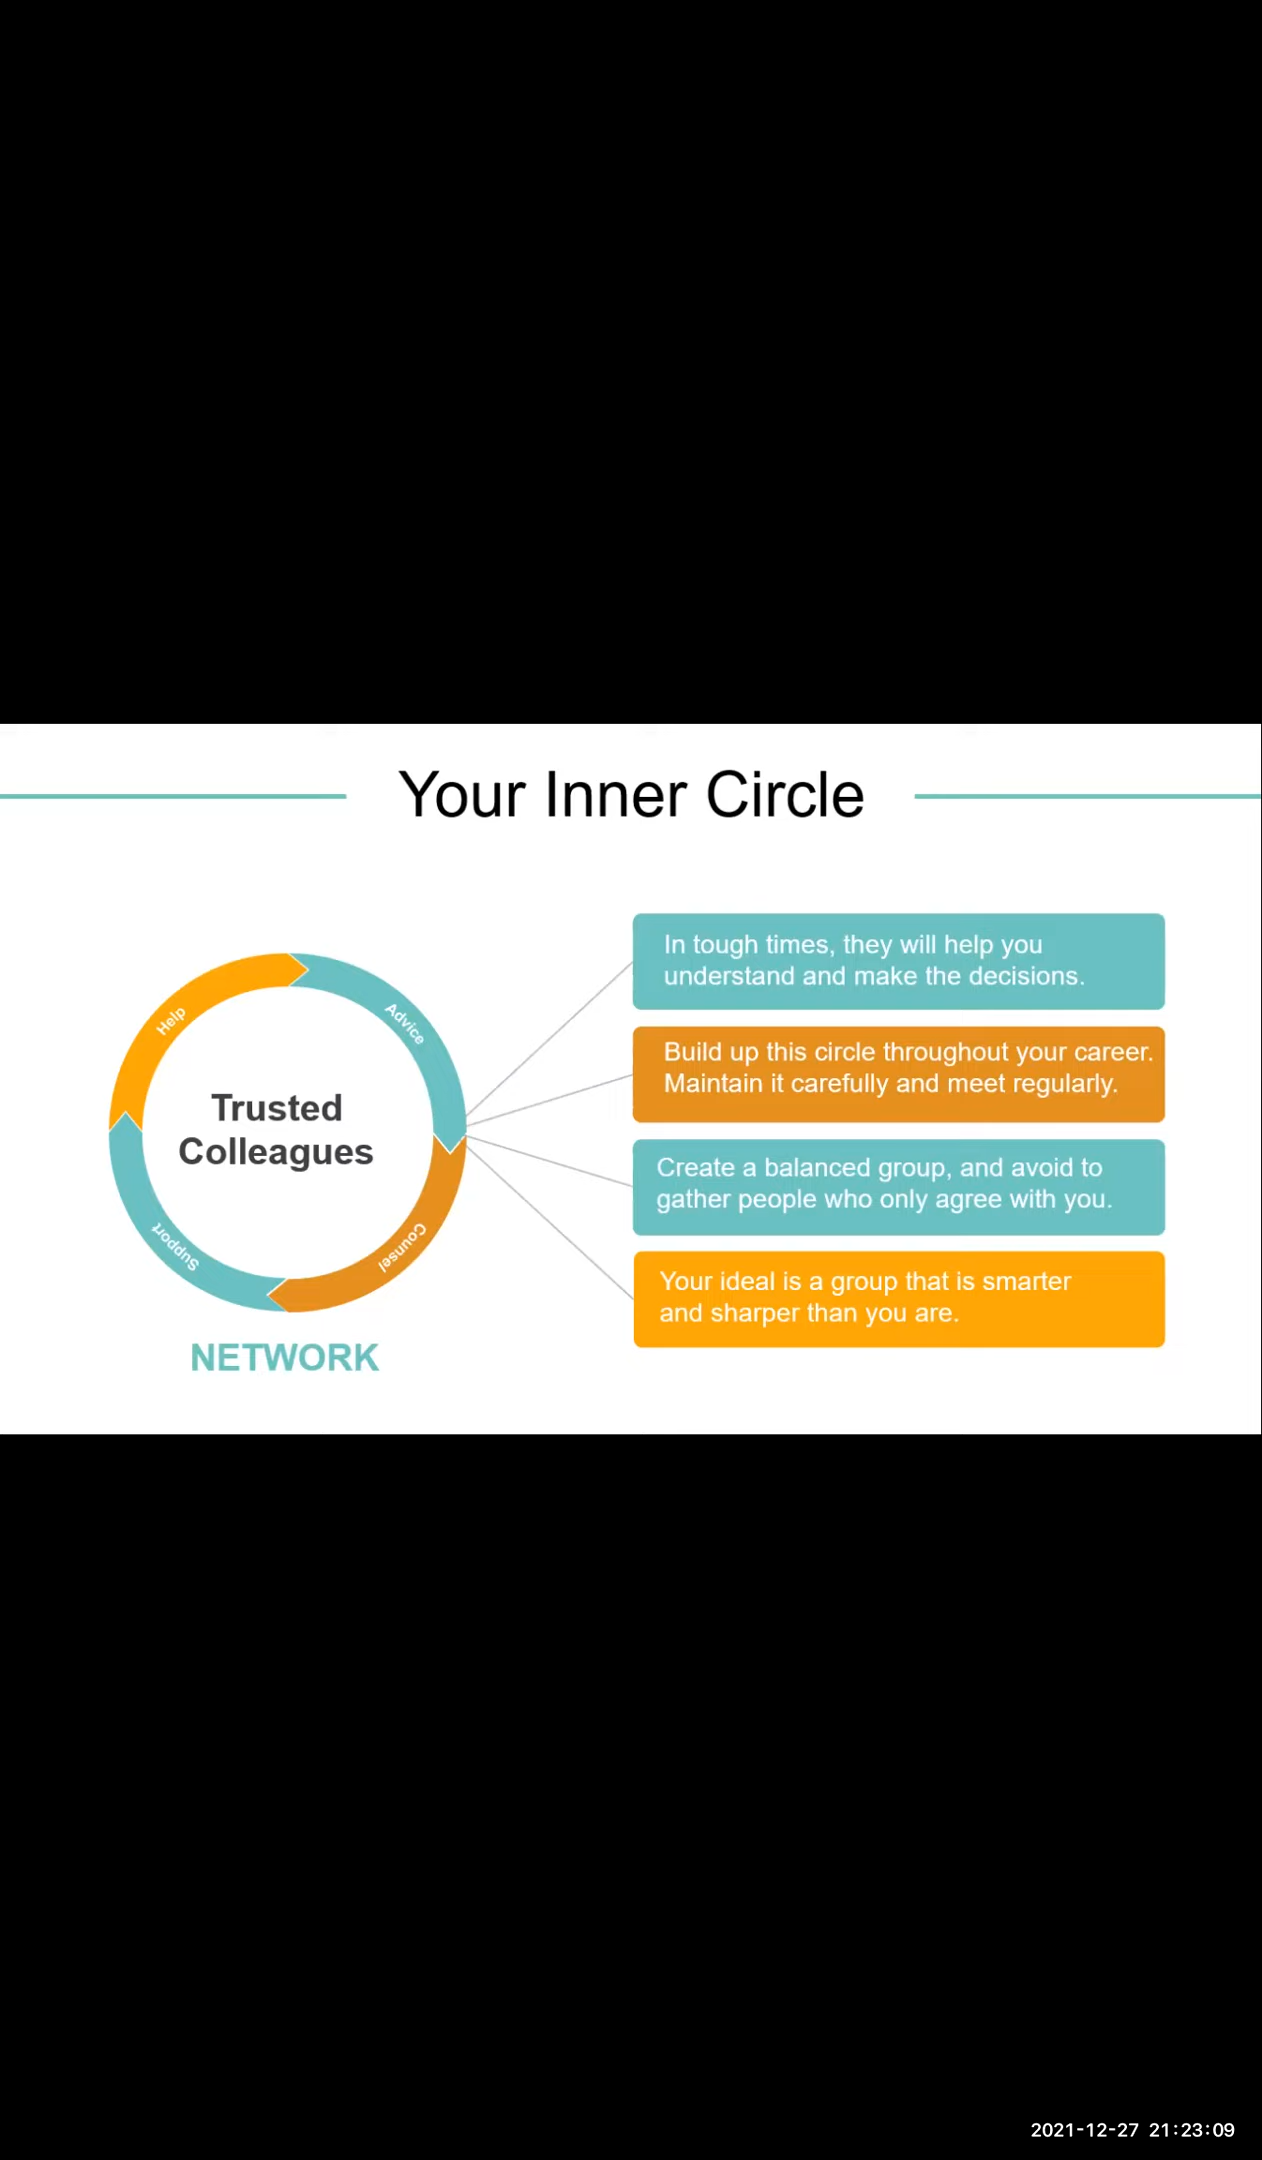 Your Inner Circle
Help
Advice
Trusted
Colleagues
Support
Counsel
NETWORK
In tough times, they will help you
understand and make the decisions.
Build up this circle throughout your career.
Maintain it carefully and meet regularly.
Create a balanced group, and avoid to
gather people who only agree with you.
Your ideal is a group that is smarter
and sharper than you are.
2021-12-27 21:23:09